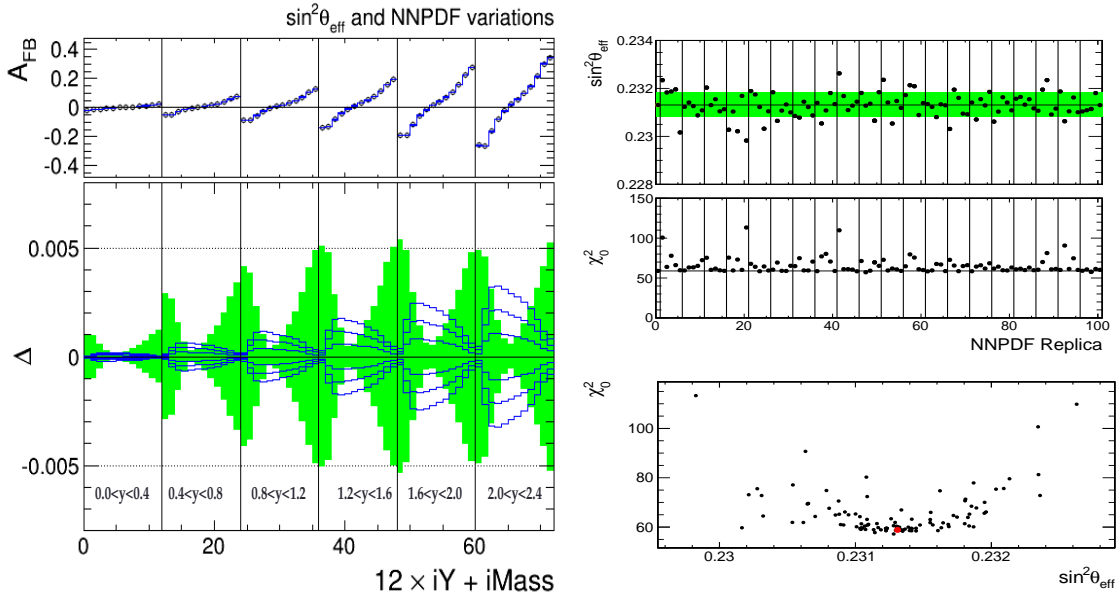 sin²θeff and NNPDF variations
AFB
0.4
0.2
0
-0.2
-0.4
Δ
0.005
0
-0.005
0.0<y<0.4
0.4<y<0.8
0.8<y<1.2
1.2<y<1.6
1.6<y<2.0
2.0<y<2.4
0
20
40
60
12 × iY + iMass
sin²θeff
0.234
0.232
0.23
0.228
χ²0
150
100
50
0
0
20
40
60
80
100
NNPDF Replica
χ²0
100
80
60
0.23
0.231
0.232
sin²θeff